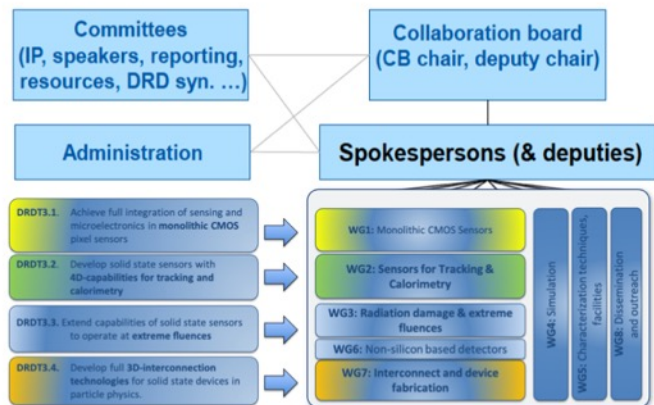 Committees
(IP, speakers, reporting,
resources, DRD syn. ...)
Collaboration board
(CB chair, deputy chair)
Administration
Spokespersons (& deputies)
DRDT3.1. Achieve full integration of sensing and
microelectronics in monolithic CMOS
pixel sensors
DRDT3.2. Develop solid state sensors with
4D-capabilities for tracking and
calorimetry
DRDT3.3. Extend capabilities of solid state sensors
to operate at extreme fluences
DRDT3.4. Develop full 3D-interconnection
technologies for solid state devices in
particle physics.
WG1: Monolithic CMOS Sensors
WG2: Sensors for Tracking &
Calorimetry
WG3: Radiation damage & extreme
fluences
WG6: Non-silicon based detectors
WG7: Interconnect and device
fabrication
WG4: Simulation
WG5: Characterization techniques,
facilities
WG8: Dissemination
and outreach